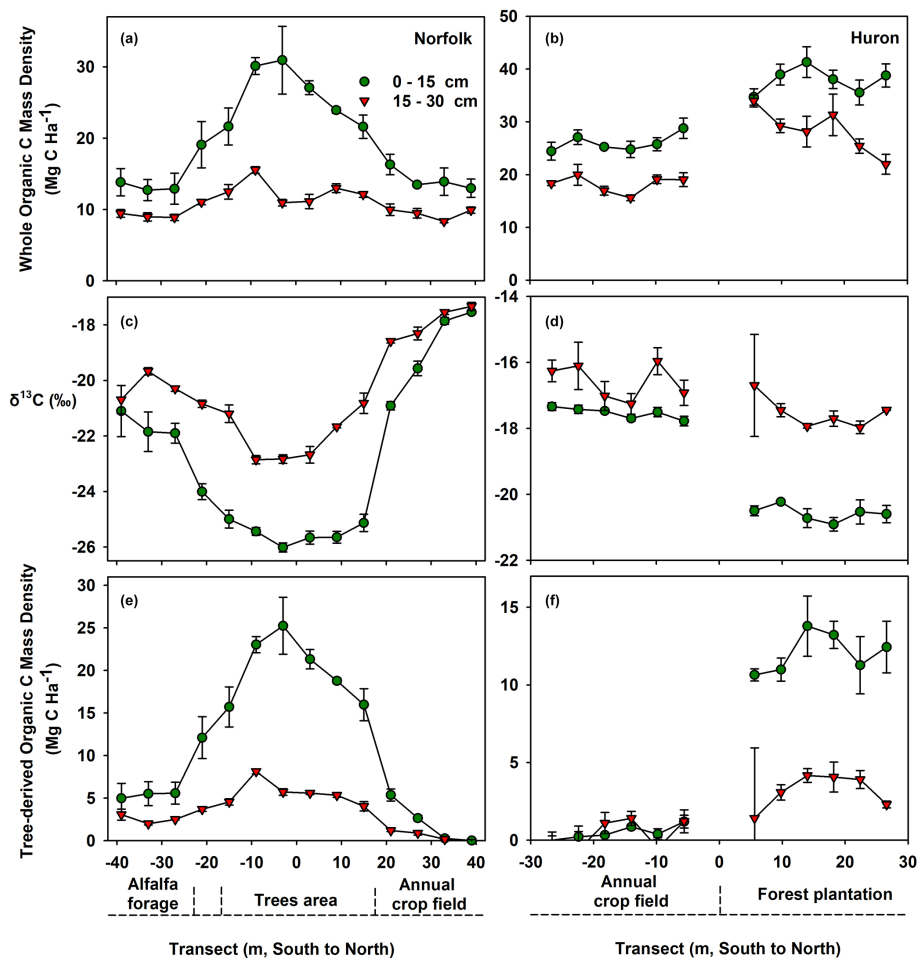 (a) Norfolk
0 - 15 cm
15 - 30 cm
Whole Organic C Mass Density
(Mg C Ha⁻¹)
30
20
10
0
(b) Huron
50
40
30
20
10
0
(c)
δ¹³C (‰)
-18
-20
-22
-24
-26
(d)
-14
-16
-18
-20
-22
(e)
Tree-derived Organic C Mass Density
(Mg C Ha⁻¹)
30
25
20
15
10
5
0
-40 -30 -20 -10 0 10 20 30 40
Alfalfa
forage
Trees area
Annual
crop field
Transect (m, South to North)
(f)
15
10
5
0
-30 -20 -10 0 10 20 30
Annual
crop field
Forest plantation
Transect (m, South to North)